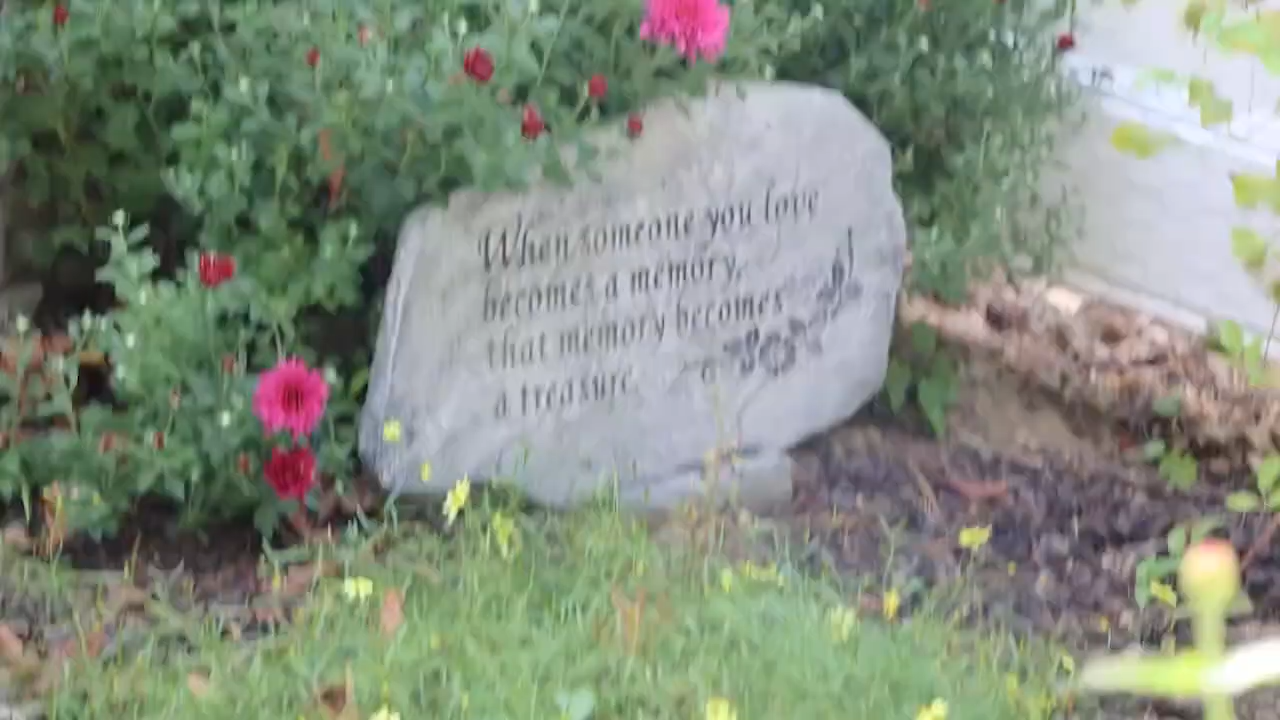 When someone you love
becomes a memory,
that memory becomes
a treasure.